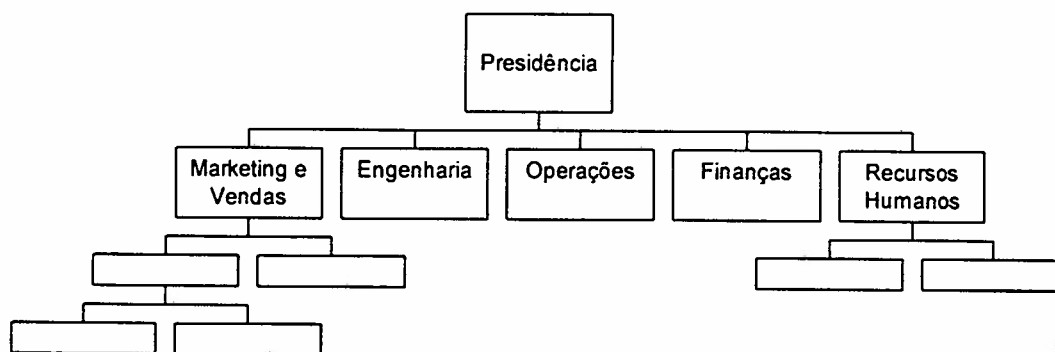 Presidência
Marketing e
Vendas
Engenharia
Operações
Finanças
Recursos
Humanos